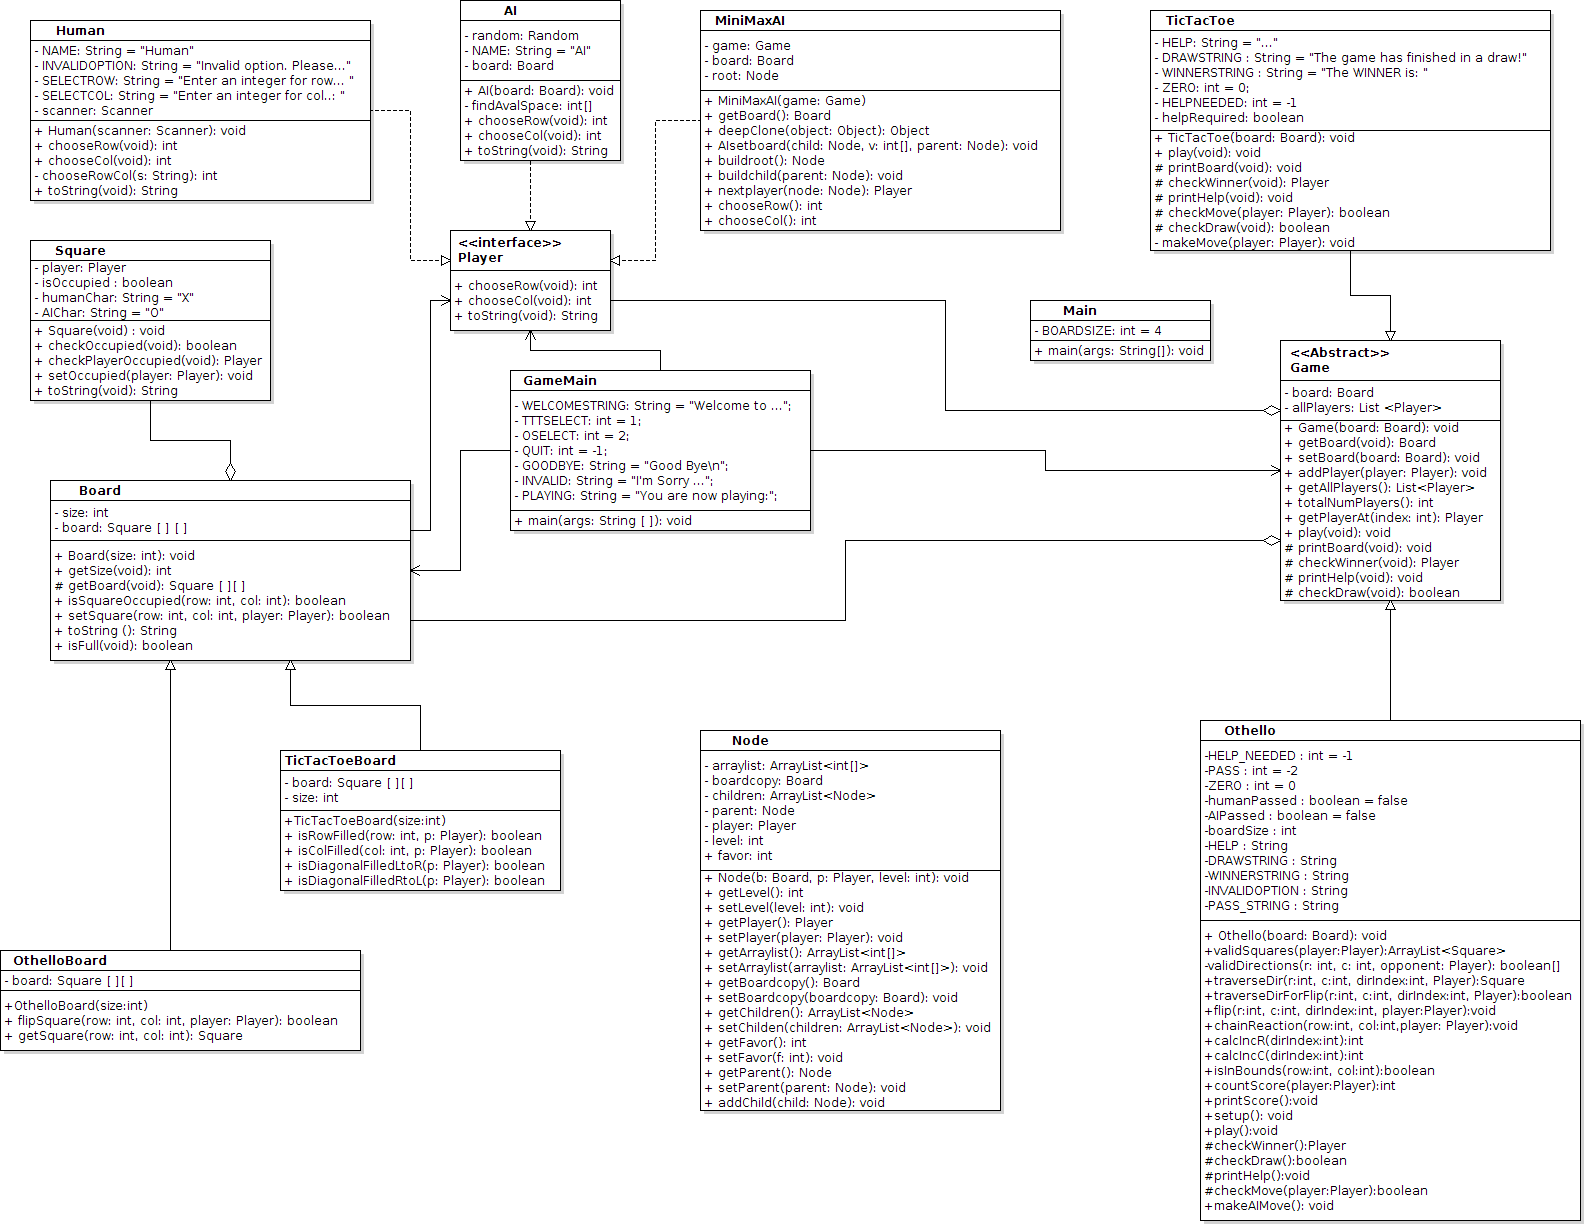 Human
- NAME: String = "Human"
- INVALIDOPTION: String = "Invalid option. Please..."
- SELECTROW: String = "Enter an integer for row... "
- SELECTCOL: String = "Enter an integer for col..: "
- scanner: Scanner
+ Human(scanner: Scanner): void
+ chooseRow(void): int
+ chooseCol(void): int
- chooseRowCol(s: String): int
+ toString(void): String
AI
- random: Random
- NAME: String = "AI"
- board: Board
+ AI(board: Board): void
- findAvalSpace: int[]
+ chooseRow(void): int
+ chooseCol(void): int
+ toString(void): String
MiniMaxAI
- game: Game
- board: Board
- root: Node
+ MiniMaxAI(game: Game)
+ getBoard(): Board
+ deepClone(object: Object): Object
+ AIsetboard(child: Node, v: int[], parent: Node): void
+ buildroot(): Node
+ buildchild(parent: Node): void
+ nextplayer(node: Node): Player
+ chooseRow(): int
+ chooseCol(): int
TicTacToe
- HELP: String = "..."
- DRAWSTRING : String = "The game has finished in a draw!"
- WINNERSTRING : String = "The WINNER is: "
- ZERO: int = 0;
- HELPNEEDED: int = -1
- helpRequired: boolean
+ TicTacToe(board: Board): void
+ play(void): void
# printBoard(void): void
# checkWinner(void): Player
# printHelp(void): void
# checkMove(player: Player): boolean
# checkDraw(void): boolean
- makeMove(player: Player): void
Square
- player: Player
- isOccupied : boolean
- humanChar: String = "X"
- AIChar: String = "O"
+ Square(void) : void
+ checkOccupied(void): boolean
+ checkPlayerOccupied(void): Player
+ setOccupied(player: Player): void
+ toString(void): String
<<interface>>
Player
+ chooseRow(void): int
+ chooseCol(void): int
+ toString(void): String
Main
- BOARDSIZE: int = 4
+ main(args: String[]): void
<<Abstract>>
Game
- board: Board
- allPlayers: List <Player>
+ Game(board: Board): void
+ getBoard(void): Board
+ setBoard(board: Board): void
+ addPlayer(player: Player): void
+ getAllPlayers(): List<Player>
+ totalNumPlayers(): int
+ getPlayerAt(index: int): Player
+ play(void): void
# printBoard(void): void
# checkWinner(void): Player
# printHelp(void): void
# checkDraw(void): boolean
GameMain
- WELCOMESTRING: String = "Welcome to ...";
- TTTSELECT: int = 1;
- OSELECT: int = 2;
- QUIT: int = -1;
- GOODBYE: String = "Good Bye\n";
- INVALID: String = "I'm Sorry ...";
- PLAYING: String = "You are now playing:";
+ main(args: String [ ]): void
Board
- size: int
- board: Square [ ] [ ]
+ Board(size: int): void
+ getSize(void): int
# getBoard(void): Square [ ][ ]
+ isSquareOccupied(row: int, col: int): boolean
+ setSquare(row: int, col: int, player: Player): boolean
+ toString (): String
+ isFull(void): boolean
TicTacToeBoard
- board: Square [ ][ ]
- size: int
+TicTacToeBoard(size:int)
+ isRowFilled(row: int, p: Player): boolean
+ isColFilled(col: int, p: Player): boolean
+ isDiagonalFilledLtoR(p: Player): boolean
+ isDiagonalFilledRtoL(p: Player): boolean
OthelloBoard
- board: Square [ ][ ]
+OthelloBoard(size:int)
+ flipSquare(row: int, col: int, player: Player): boolean
+ getSquare(row: int, col: int): Square
Node
- arraylist: ArrayList<int[]>
- boardcopy: Board
- children: ArrayList<Node>
- parent: Node
- player: Player
- level: int
+ favor: int
+ Node(b: Board, p: Player, level: int): void
+ getLevel(): int
+ setLevel(level: int): void
+ getPlayer(): Player
+ setPlayer(player: Player): void
+ getArraylist(): ArrayList<int[]>
+ setArraylist(arraylist: ArrayList<int[]>): void
+ getBoardcopy(): Board
+ setBoardcopy(boardcopy: Board): void
+ getChildren(): ArrayList<Node>
+ setChilden(children: ArrayList<Node>): void
+ getFavor(): int
+ setFavor(f: int): void
+ getParent(): Node
+ setParent(parent: Node): void
+ addChild(child: Node): void
Othello
-HELP_NEEDED : int = -1
-PASS : int = -2
-ZERO : int = 0
-humanPassed : boolean = false
-AIPassed : boolean = false
-boardSize : int
-HELP : String
-DRAWSTRING : String
-WINNERSTRING : String
-INVALIDOPTION : String
-PASS_STRING : String
+ Othello(board: Board): void
+validSquares(player:Player):ArrayList<Square>
-validDirections(r: int, c: int, opponent: Player): boolean[]
+traverseDir(r:int, c:int, dirIndex:int, Player):Square
+traverseDirForFlip(r:int, c:int, dirIndex:int, Player):boolean
+flip(r:int, c:int, dirIndex:int, player:Player):void
+chainReaction(row:int, col:int,player: Player):void
+calcIncR(dirIndex:int):int
+calcIncC(dirIndex:int):int
+isInBounds(row:int, col:int):boolean
+countScore(player:Player):int
+printScore():void
+setup(): void
+play():void
#checkWinner():Player
#checkDraw():boolean
#printHelp():void
#checkMove(player:Player):boolean
+makeAIMove(): void